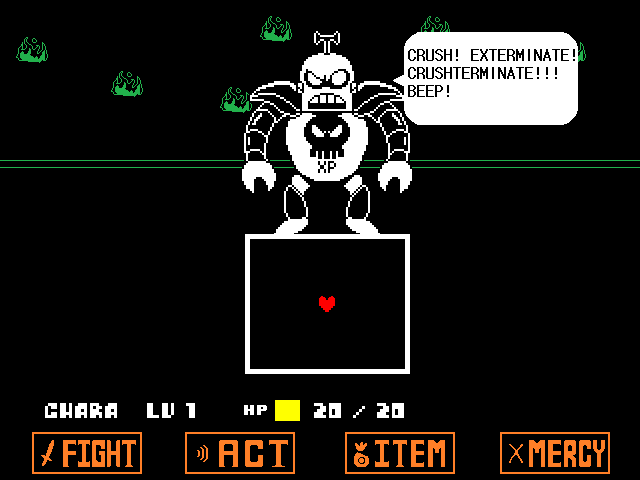 CRUSH! EXTERMINATE!
CRUSHTERMINATE!!!
BEEP!
XP
CHARA LV 1 HP 20 / 20
FIGHT ACT ITEM MERCY